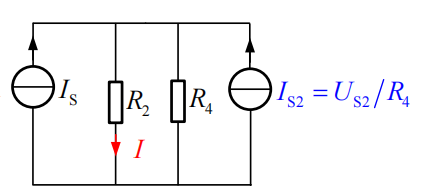 I_S
R_2
R_4
I_S2 = U_S2/R_4
I